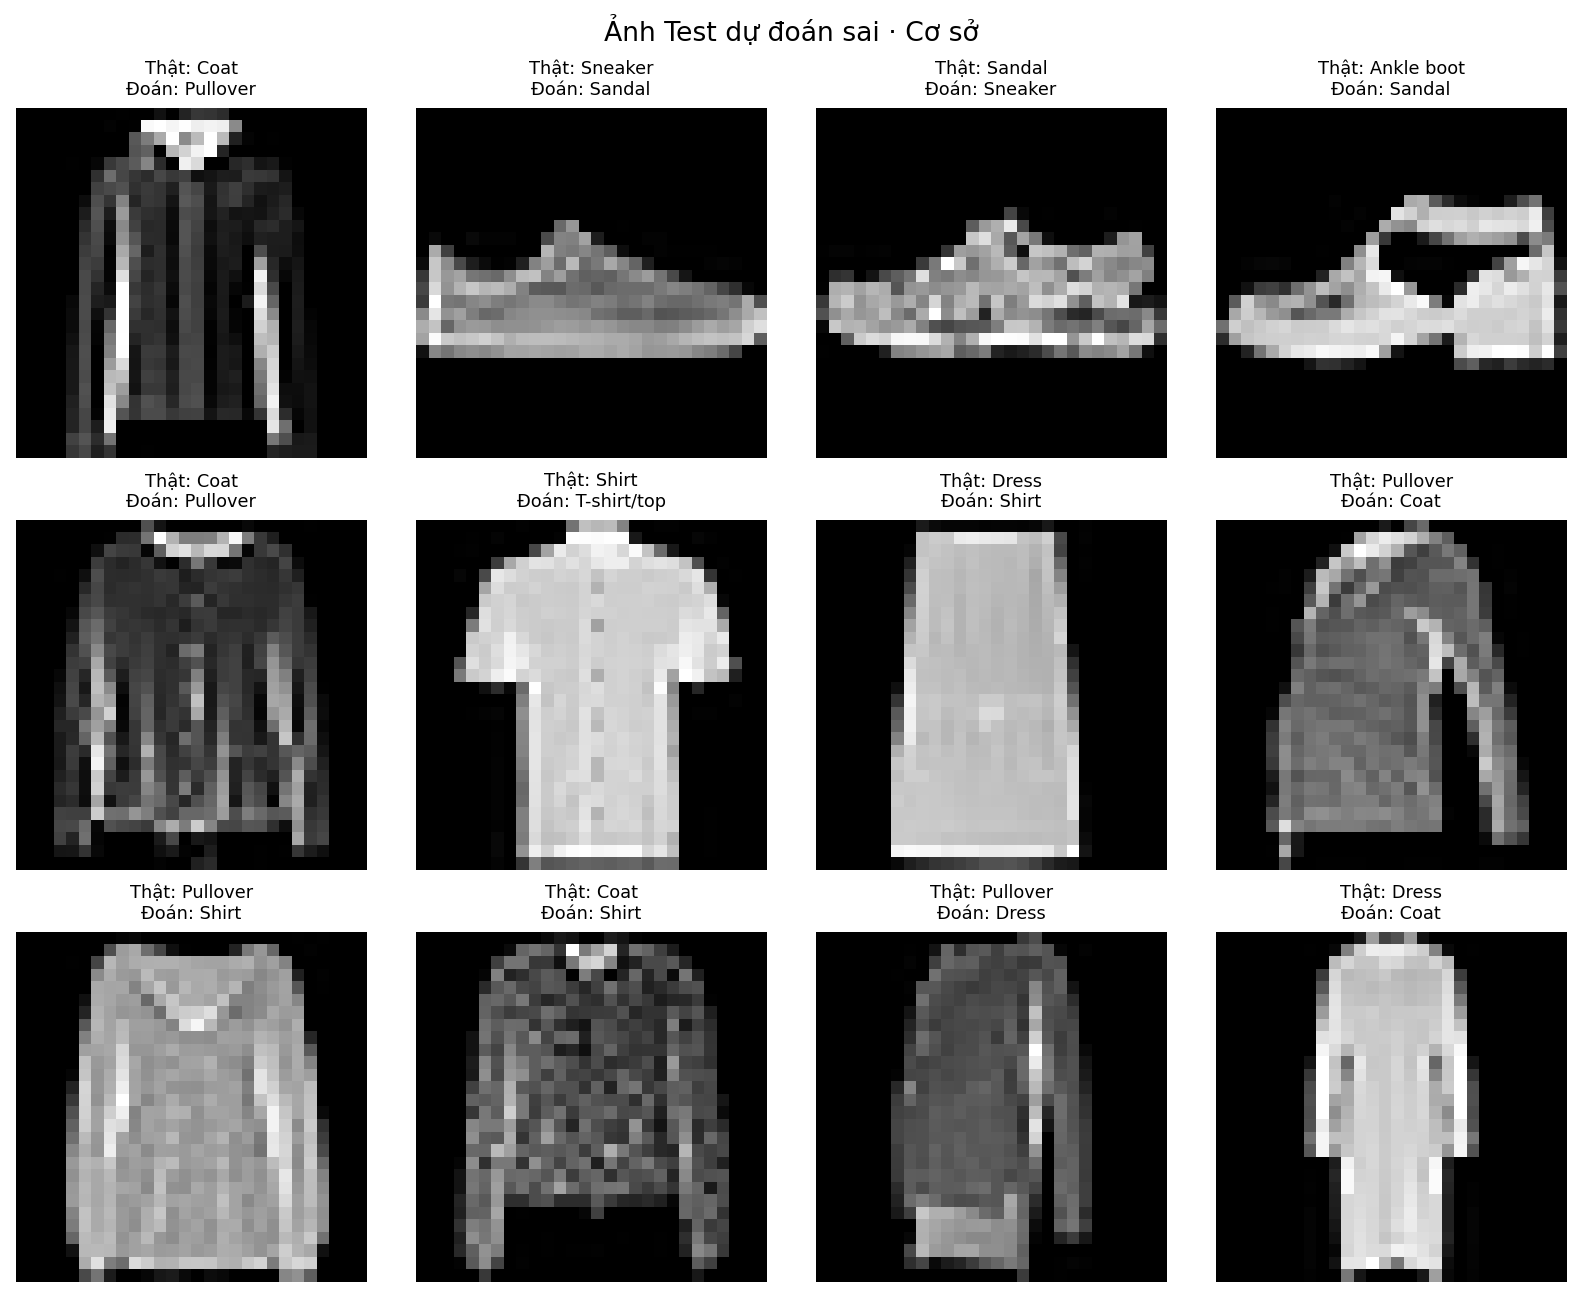 Ảnh Test dự đoán sai · Cơ sở
Thật: Coat
Đoán: Pullover
Thật: Sneaker
Đoán: Sandal
Thật: Sandal
Đoán: Sneaker
Thật: Ankle boot
Đoán: Sandal
Thật: Coat
Đoán: Pullover
Thật: Shirt
Đoán: T-shirt/top
Thật: Dress
Đoán: Shirt
Thật: Pullover
Đoán: Coat
Thật: Pullover
Đoán: Shirt
Thật: Coat
Đoán: Shirt
Thật: Pullover
Đoán: Dress
Thật: Dress
Đoán: Coat